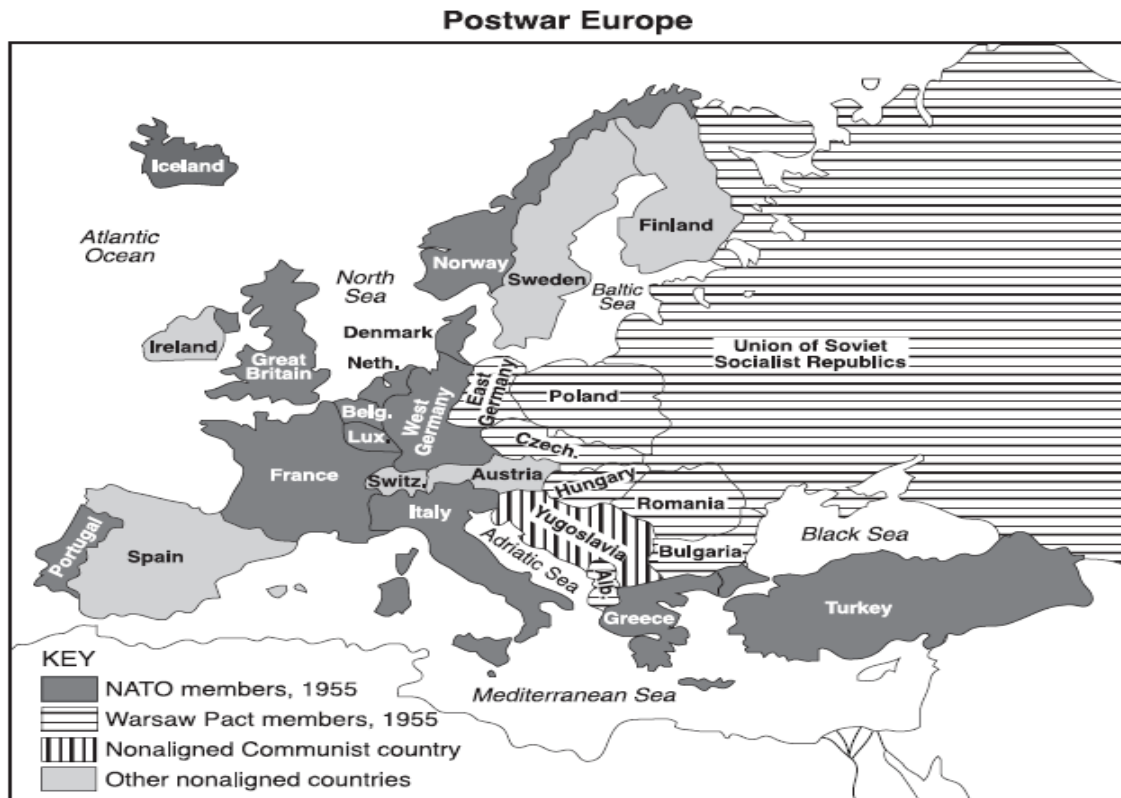 Postwar Europe
Iceland
Atlantic
Ocean
Finland
Norway
North
Sea
Sweden
Baltic
Sea
Denmark
Ireland
Neth.
Great
Britain
Union of Soviet
Socialist Republics
East
Germany
Poland
Belg.
West
Germany
Lux.
Czech.
France
Switz.
Austria
Hungary
Italy
Romania
Yugoslavia
Black Sea
Portugal
Spain
Adriatic Sea
Bulgaria
Alb.
Greece
Turkey
KEY
NATO members, 1955
Mediterranean Sea
Warsaw Pact members, 1955
Nonaligned Communist country
Other nonaligned countries